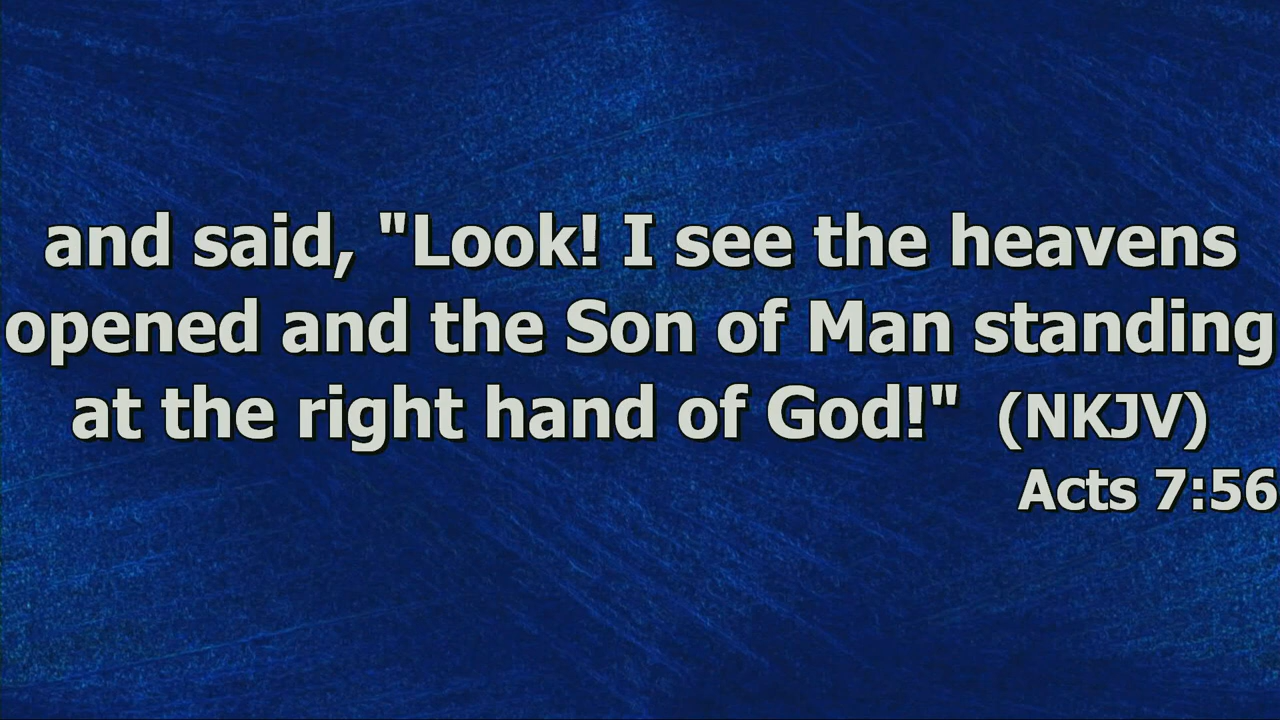 and said, "Look! I see the heavens
opened and the Son of Man standing
at the right hand of God!" (NKJV)
Acts 7:56